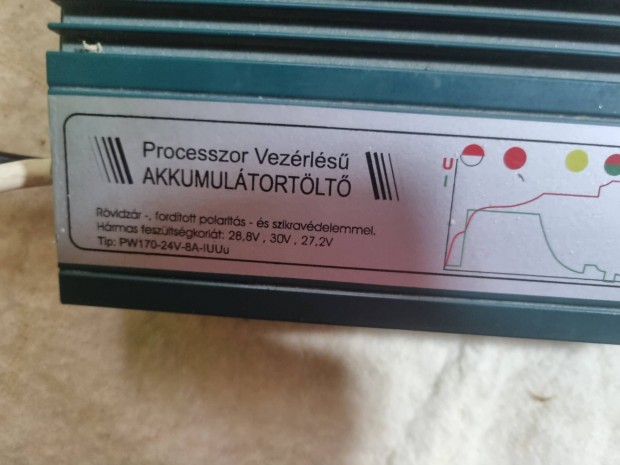 Processzor Vezérlésű
AKKUMULÁTORTÖLTŐ
Rövidzár -, fordított polaritás - és szikravédelemmel.
Hármas feszültségkorlát: 28,8V , 30V , 27,2V
Tip: PW170-24V-8A-IUUu
U
I